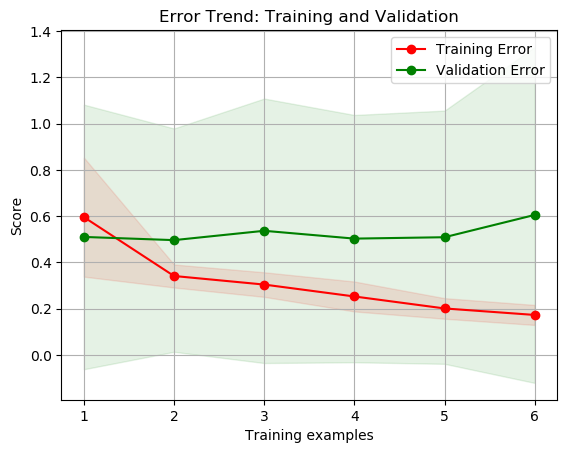 Error Trend: Training and Validation
Training Error
Validation Error
Score
1.4
1.2
1.0
0.8
0.6
0.4
0.2
0.0
1 2 3 4 5 6
Training examples